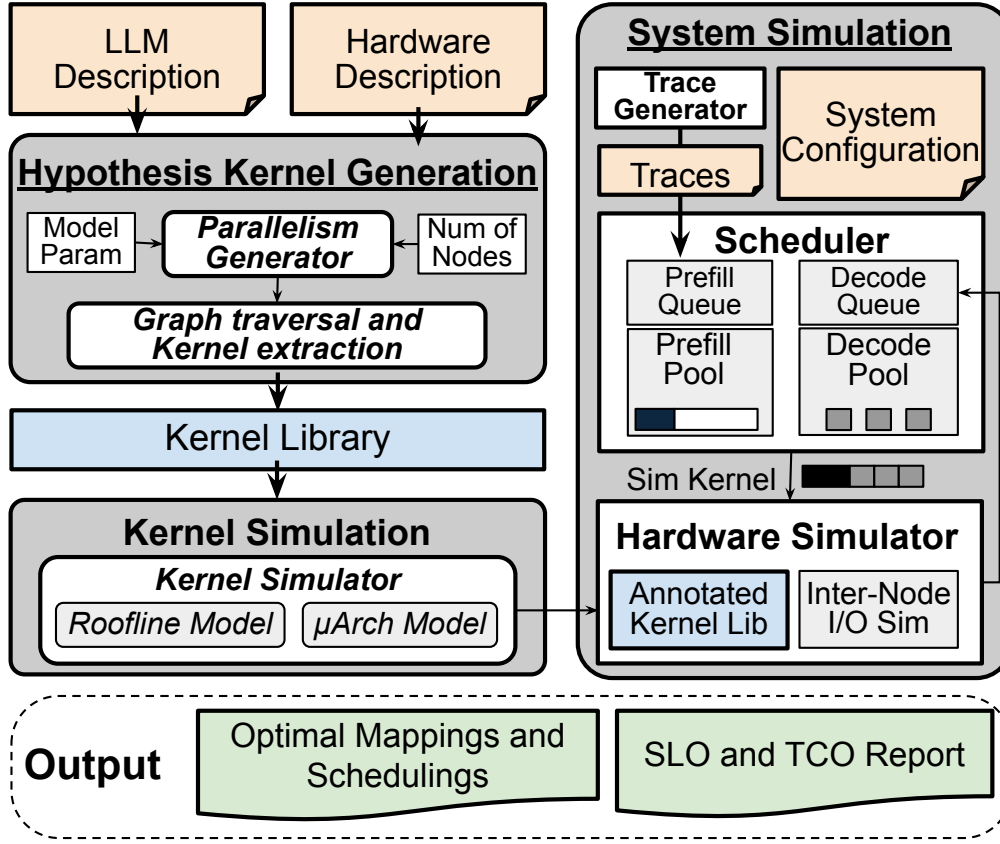 LLM
Description
Hardware
Description
Hypothesis Kernel Generation
Model
Param
Parallelism
Generator
Num of
Nodes
Graph traversal and
Kernel extraction
Kernel Library
Kernel Simulation
Kernel Simulator
Roofline Model
µArch Model
System Simulation
Trace
Generator
Traces
System
Configuration
Scheduler
Prefill
Queue
Decode
Queue
Prefill
Pool
Decode
Pool
Sim Kernel
Hardware Simulator
Annotated
Kernel Lib
Inter-Node
I/O Sim
Output
Optimal Mappings and
Schedulings
SLO and TCO Report